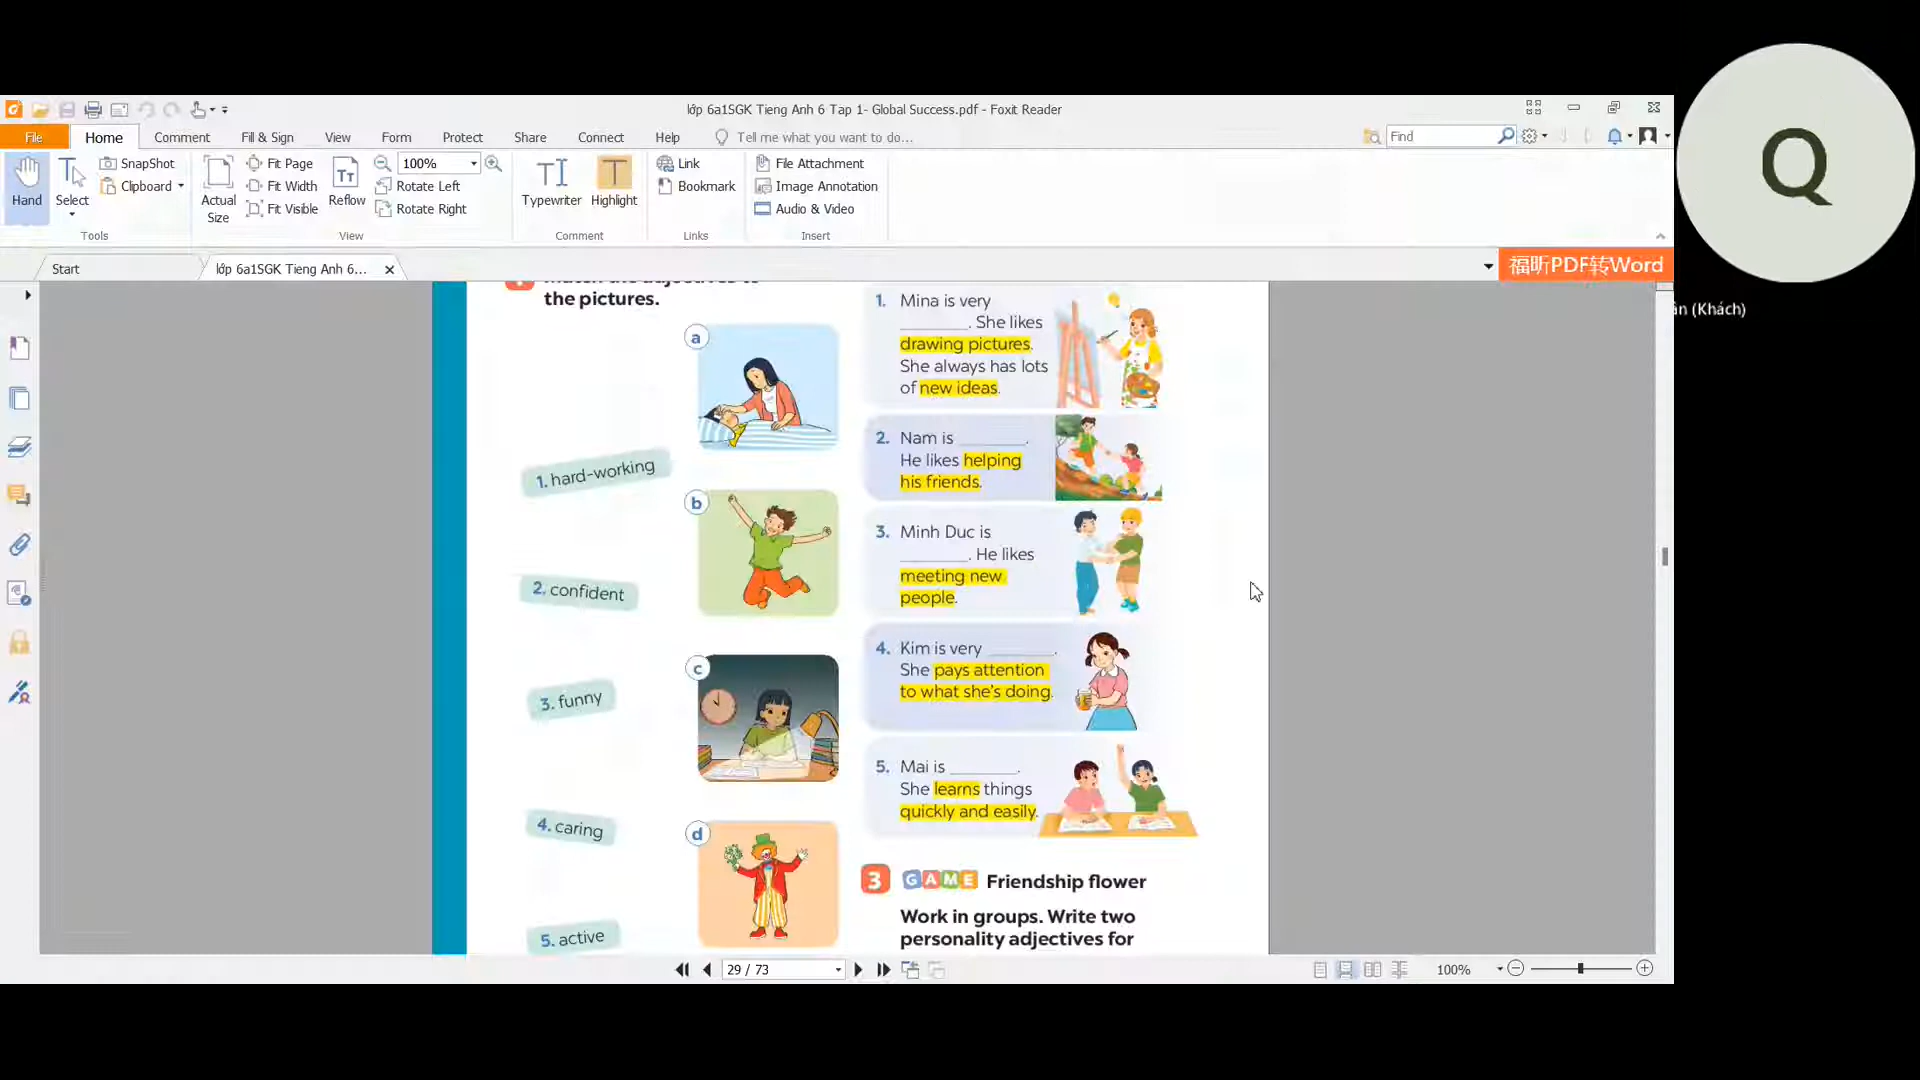 lớp 6a1SGK Tieng Anh 6 Tap 1- Global Success.pdf - Foxit Reader
File Home Comment Fill & Sign View Form Protect Share Connect Help Tell me what you want to do... Find
Hand
Select
SnapShot
Clipboard
Tools
Actual Size
Fit Page
Fit Width
Fit Visible
Reflow
100%
Rotate Left
Rotate Right
View
Typewriter
Highlight
Comment
Link
Bookmark
Links
File Attachment
Image Annotation
Audio & Video
Insert
Start
lớp 6a1SGK Tieng Anh 6...
福昕PDF转Word
the pictures.
a
b
c
d
1. hard-working
2. confident
3. funny
4. caring
5. active
1. Mina is very
________. She likes
drawing pictures.
She always has lots
of new ideas.
2. Nam is ________.
He likes helping
his friends.
3. Minh Duc is
________. He likes
meeting new
people.
4. Kim is very ________.
She pays attention
to what she's doing.
5. Mai is ________.
She learns things
quickly and easily.
3 GAME Friendship flower
Work in groups. Write two
personality adjectives for
29 / 73
100%
Q
(Khách)